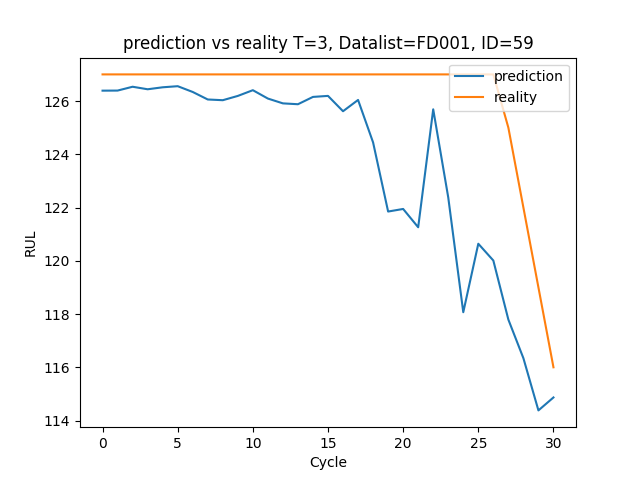 prediction vs reality T=3, Datalist=FD001, ID=59
prediction
reality
RUL
126
124
122
120
118
116
114
0 5 10 15 20 25 30
Cycle